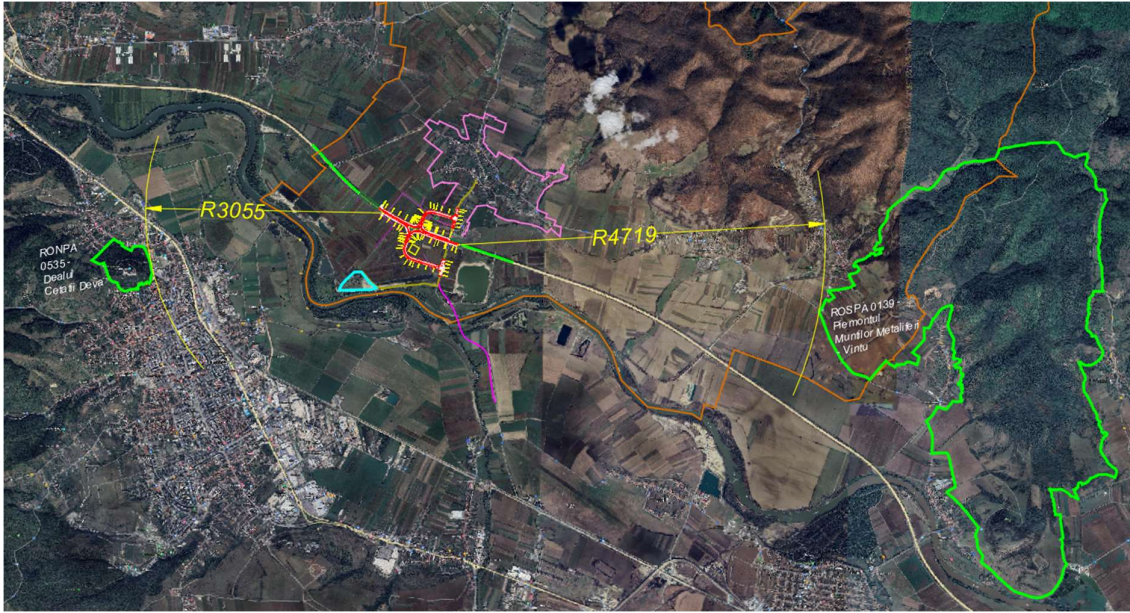 R3055
R4719
RONPA
0535 -
Dealul
Cetatii Deva
ROSPA 0139 -
Piemontul
Muntilor Metaliferi
Vintu